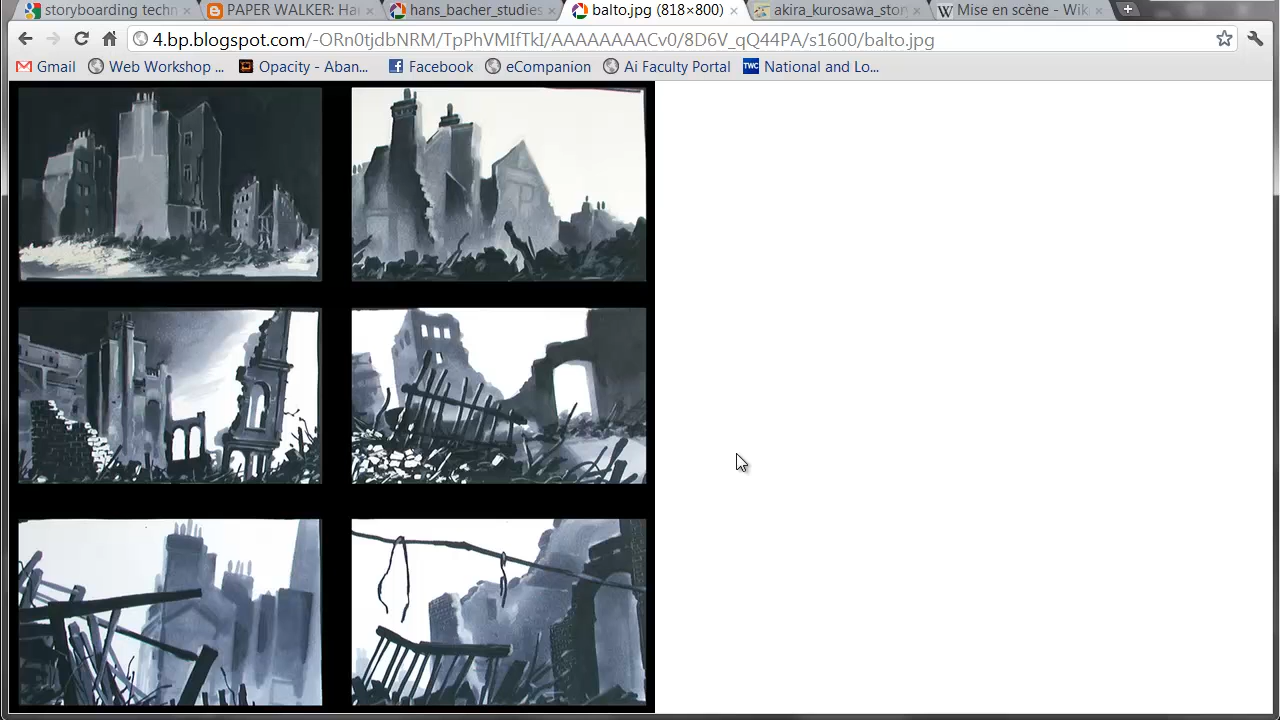 storyboarding techn
PAPER WALKER: Ha
hans_bacher_studies
balto.jpg (818×800)
akira_kurosawa_story
Mise en scène - Wik
4.bp.blogspot.com/-ORn0tjdbNRM/TpPhVMIfTkI/AAAAAAAACv0/8D6V_qQ44PA/s1600/balto.jpg
Gmail
Web Workshop ...
Opacity - Aban...
Facebook
eCompanion
Ai Faculty Portal
TWC
National and Lo...